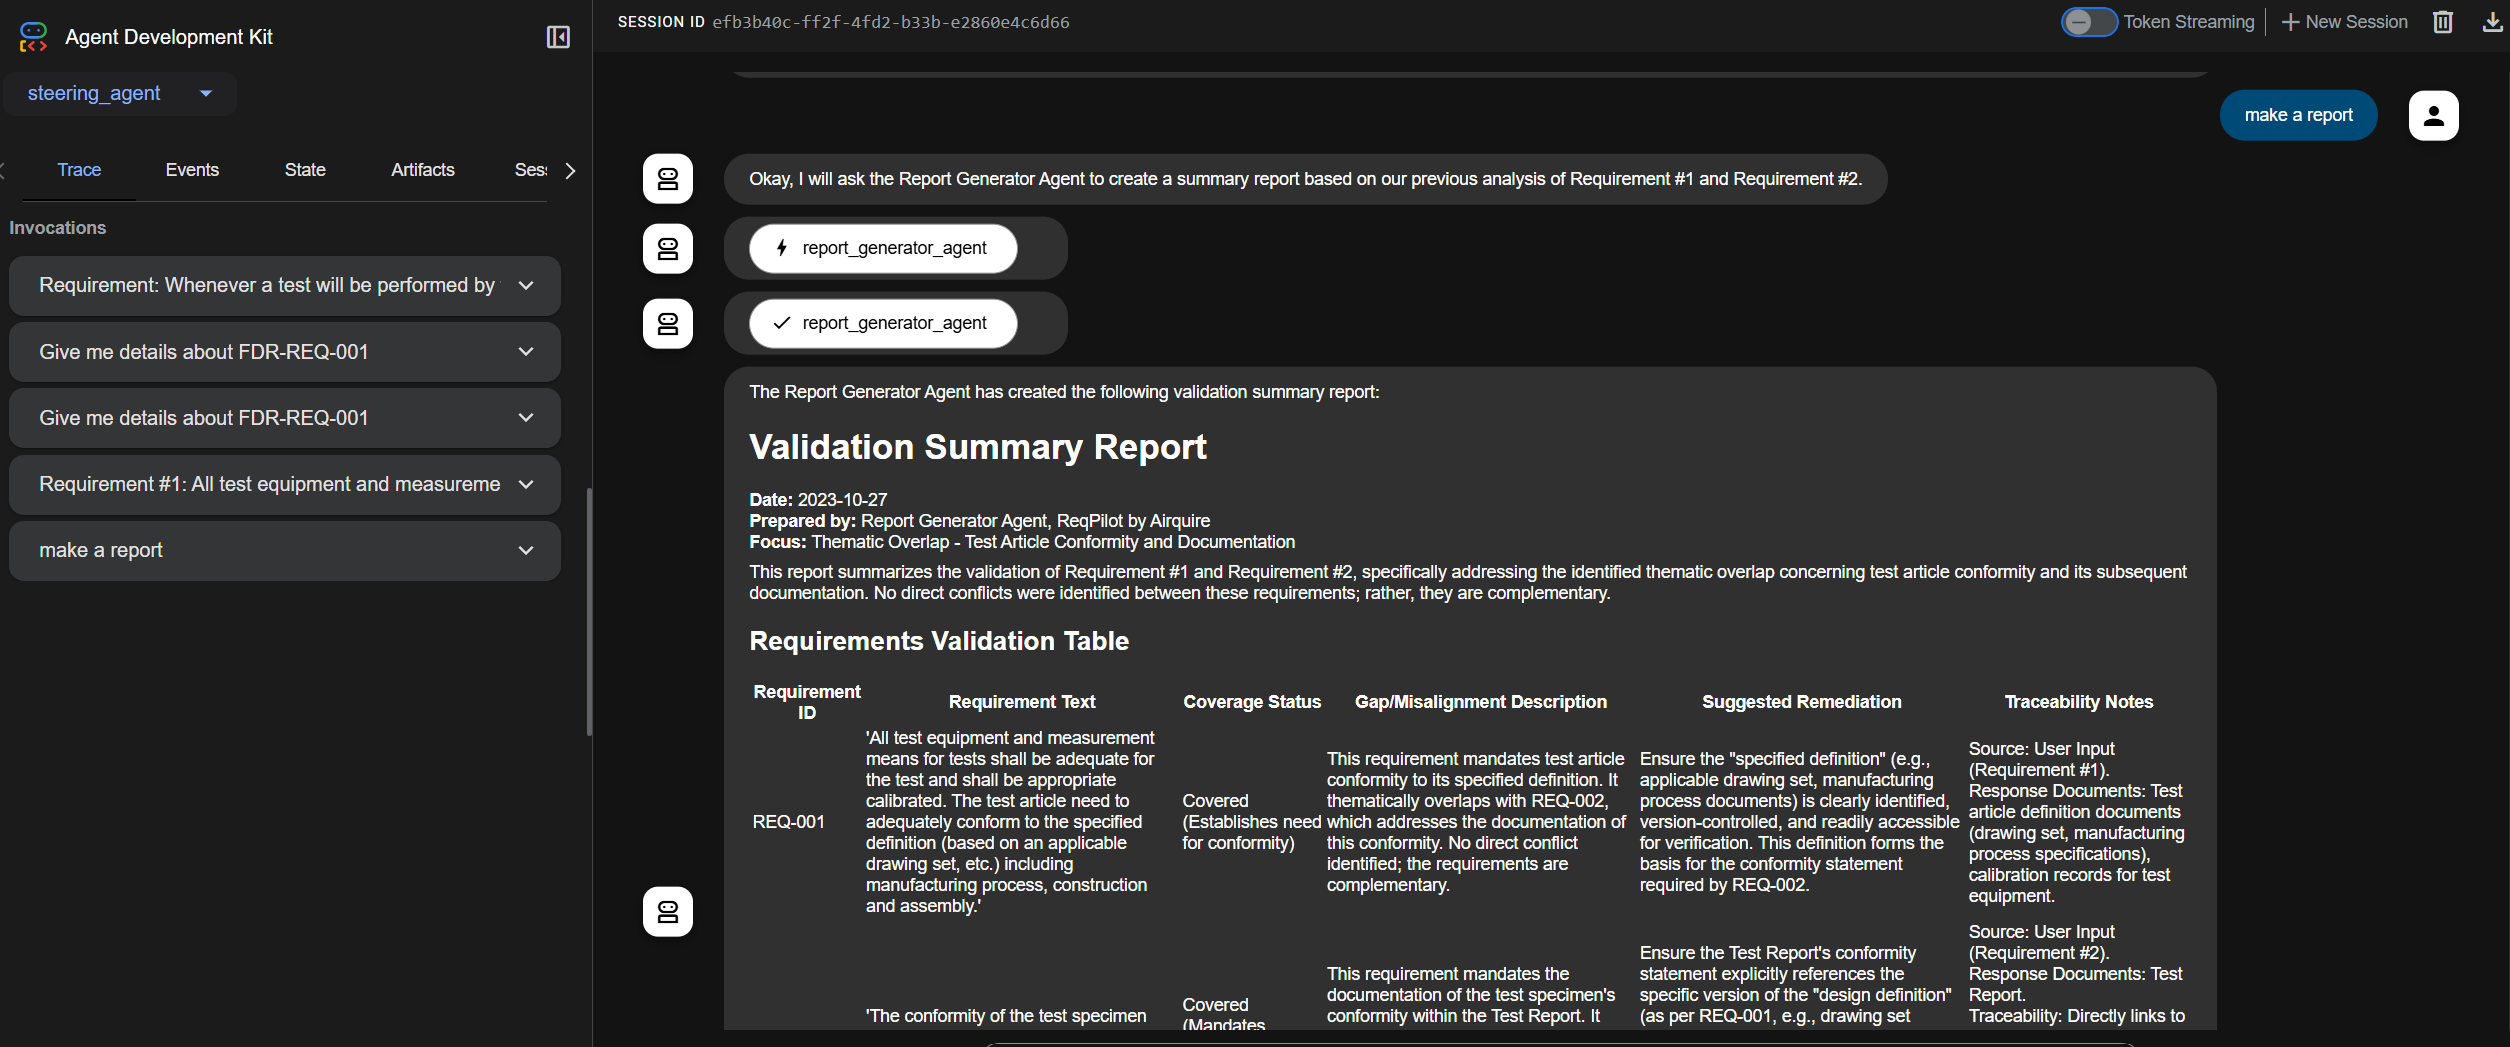 Agent Development Kit
steering_agent
Trace Events State Artifacts Sess
Invocations
Requirement: Whenever a test will be performed by
Give me details about FDR-REQ-001
Give me details about FDR-REQ-001
Requirement #1: All test equipment and measureme
make a report
SESSION ID efb3b40c-ff2f-4fd2-b33b-e2860e4c6d66
Token Streaming
New Session
make a report
Okay, I will ask the Report Generator Agent to create a summary report based on our previous analysis of Requirement #1 and Requirement #2.
report_generator_agent
report_generator_agent
The Report Generator Agent has created the following validation summary report:
Validation Summary Report
Date: 2023-10-27
Prepared by: Report Generator Agent, ReqPilot by Airquire
Focus: Thematic Overlap - Test Article Conformity and Documentation
This report summarizes the validation of Requirement #1 and Requirement #2, specifically addressing the identified thematic overlap concerning test article conformity and its subsequent
documentation. No direct conflicts were identified between these requirements; rather, they are complementary.
Requirements Validation Table
Requirement
ID
Requirement Text
Coverage Status
Gap/Misalignment Description
Suggested Remediation
Traceability Notes
REQ-001
'All test equipment and measurement
means for tests shall be adequate for
the test and shall be appropriate
calibrated. The test article need to
adequately conform to the specified
definition (based on an applicable
drawing set, etc.) including
manufacturing process, construction
and assembly.'
Covered
(Establishes need
for conformity)
This requirement mandates test article
conformity to its specified definition. It
thematically overlaps with REQ-002,
which addresses the documentation of
this conformity. No direct conflict
identified; the requirements are
complementary.
Ensure the "specified definition" (e.g.,
applicable drawing set, manufacturing
process documents) is clearly identified,
version-controlled, and readily accessible
for verification. This definition forms the
basis for the conformity statement
required by REQ-002.
Source: User Input
(Requirement #1).
Response Documents: Test
article definition documents
(drawing set, manufacturing
process specifications),
calibration records for test
equipment.
'The conformity of the test specimen
Covered
(Mandates
This requirement mandates the
documentation of the test specimen's
conformity within the Test Report. It
Ensure the Test Report's conformity
statement explicitly references the
specific version of the "design definition"
(as per REQ-001, e.g., drawing set
Source: User Input
(Requirement #2).
Response Documents: Test
Report.
Traceability: Directly links to